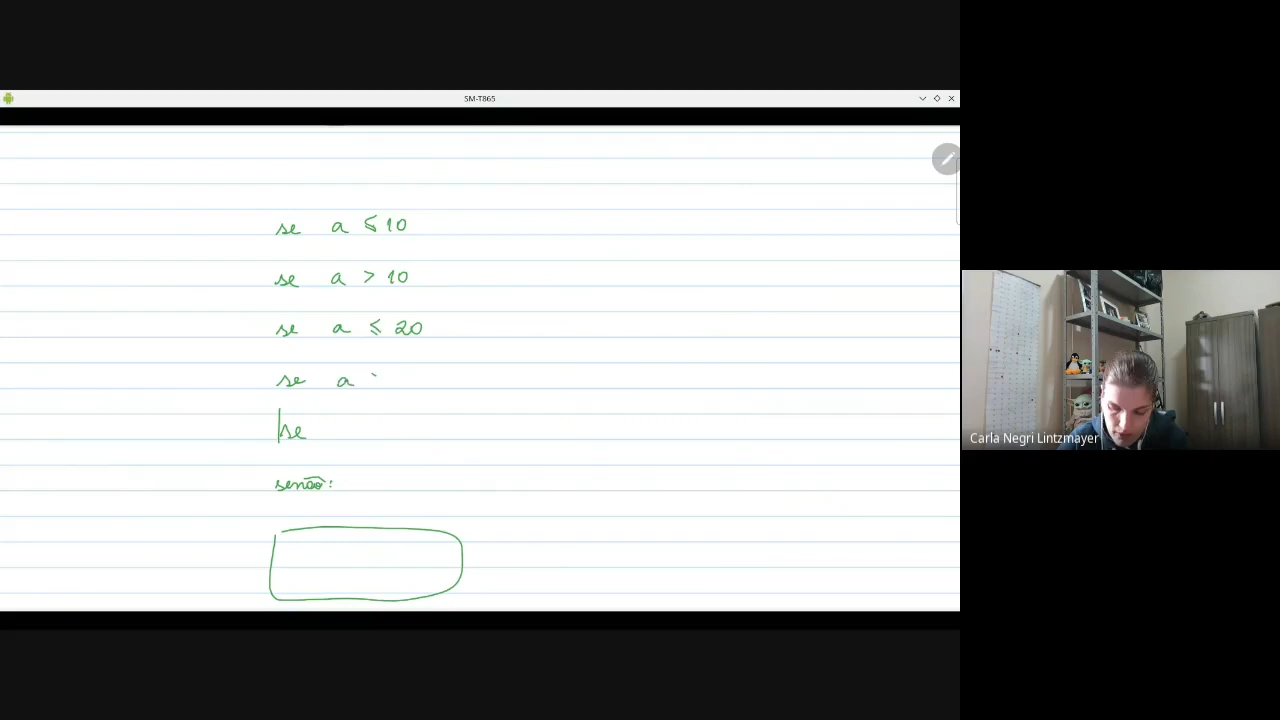 SM-T865
se a ⩽ 10
se a > 10
se a ⩽ 20
se a
se
senão:
Carla Negri Lintzmayer